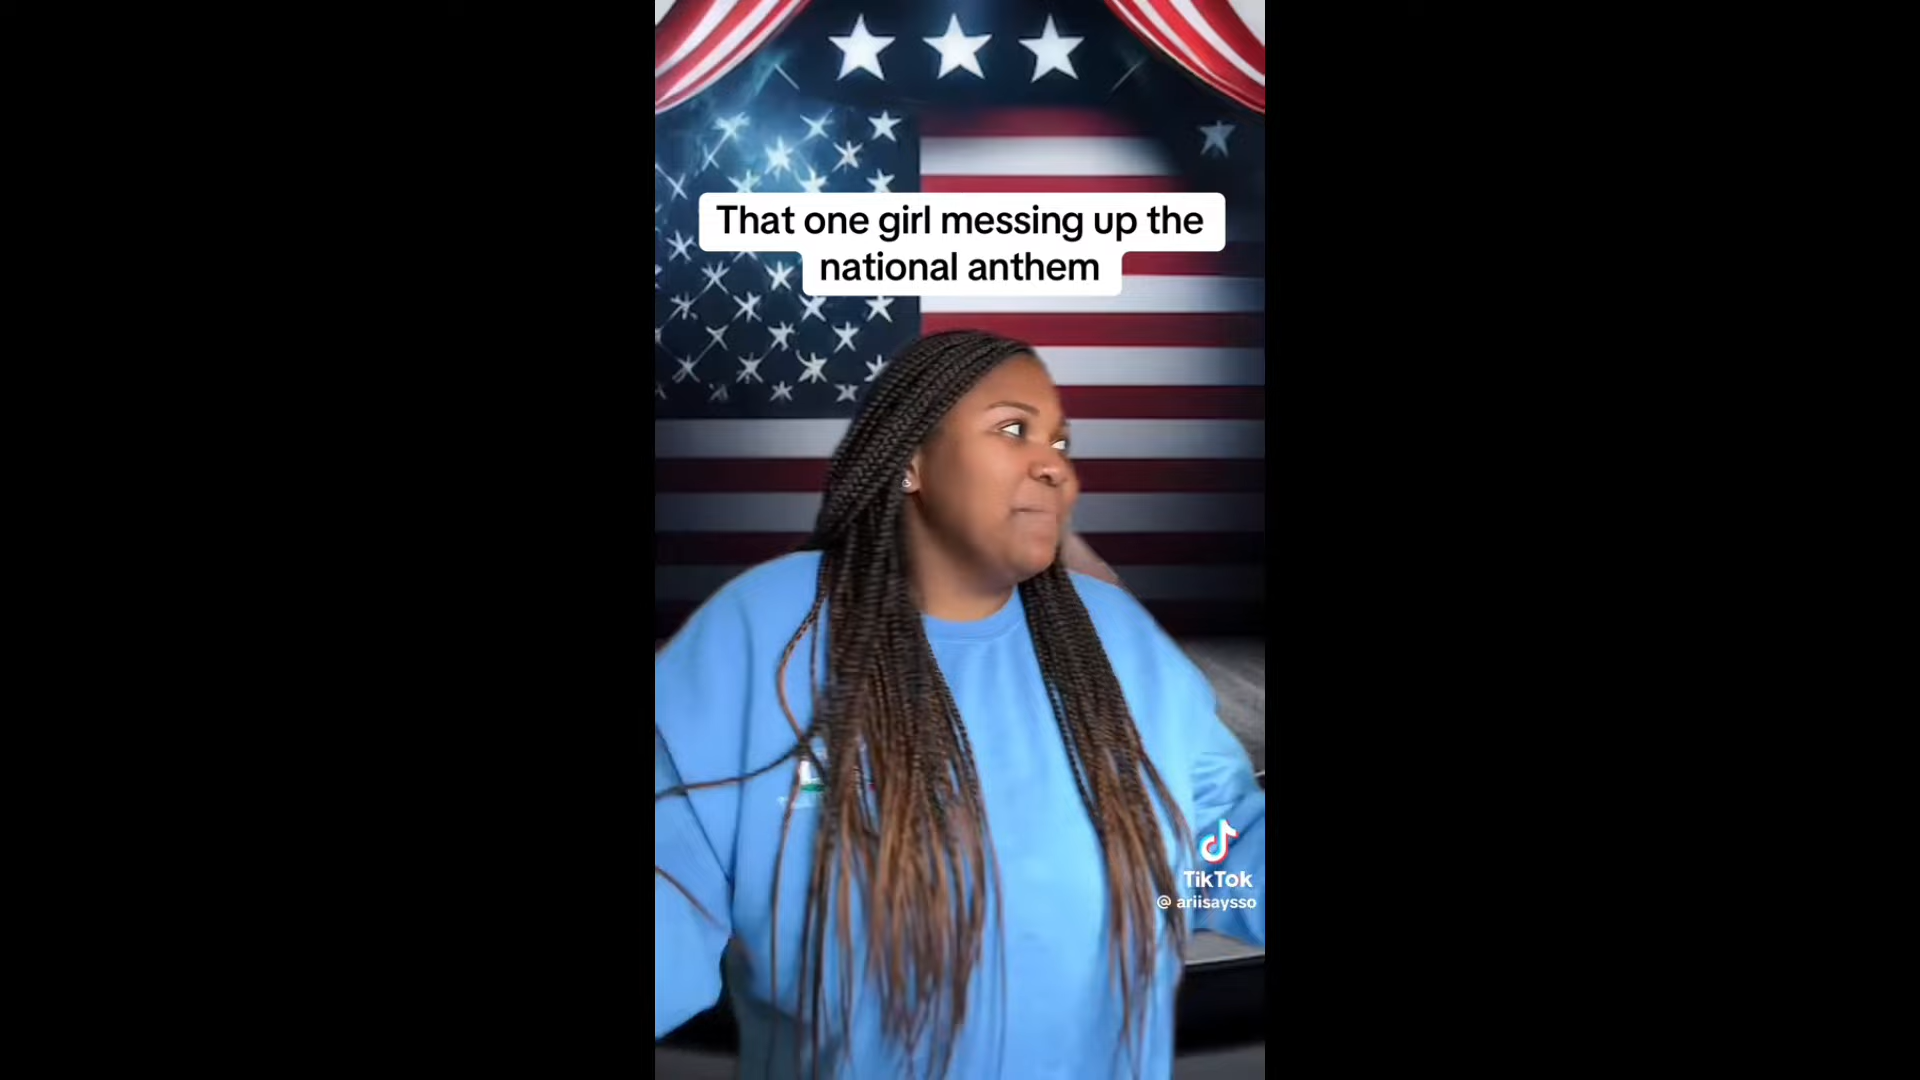 That one girl messing up the
national anthem
TikTok
@ ariisaysso